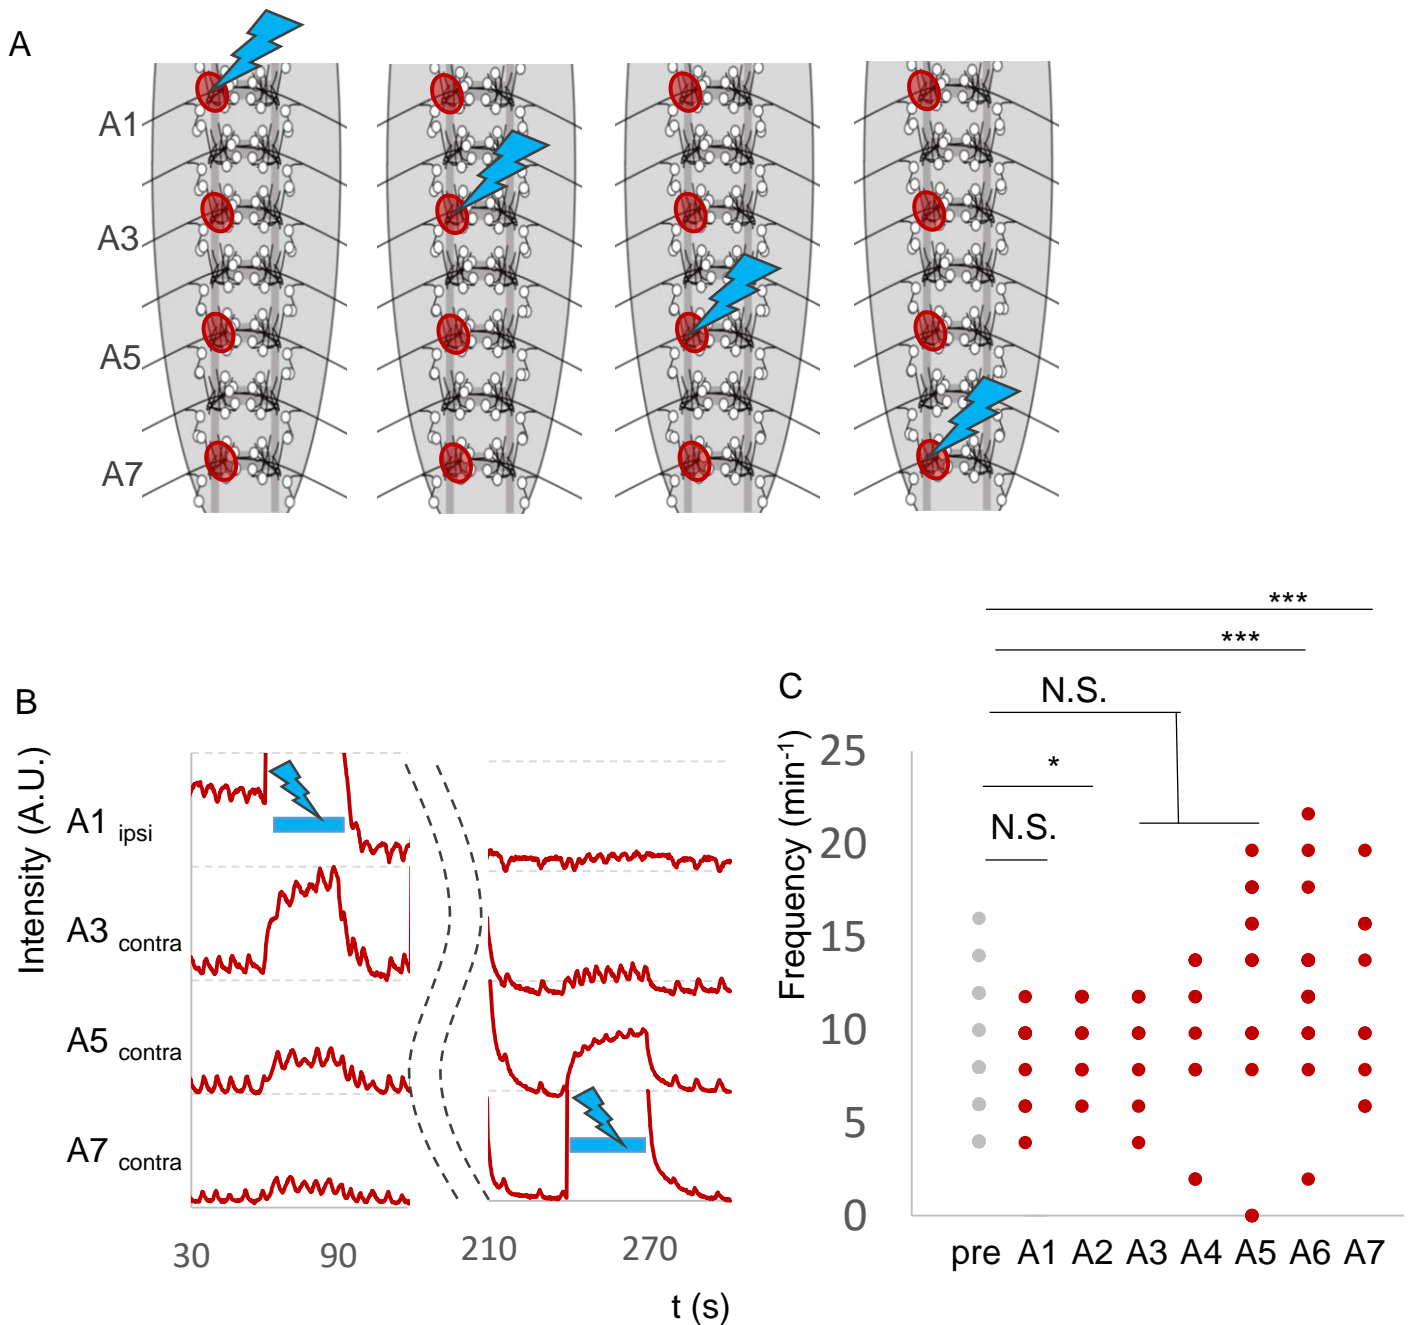 A
A1
A3
A5
A7
B
Intensity (A.U.)
A1 ipsi
A3 contra
A5 contra
A7 contra
30 90 210 270
t (s)
C
***
***
N.S.
*
N.S.
Frequency (min-1)
25
20
15
10
5
0
pre A1 A2 A3 A4 A5 A6 A7